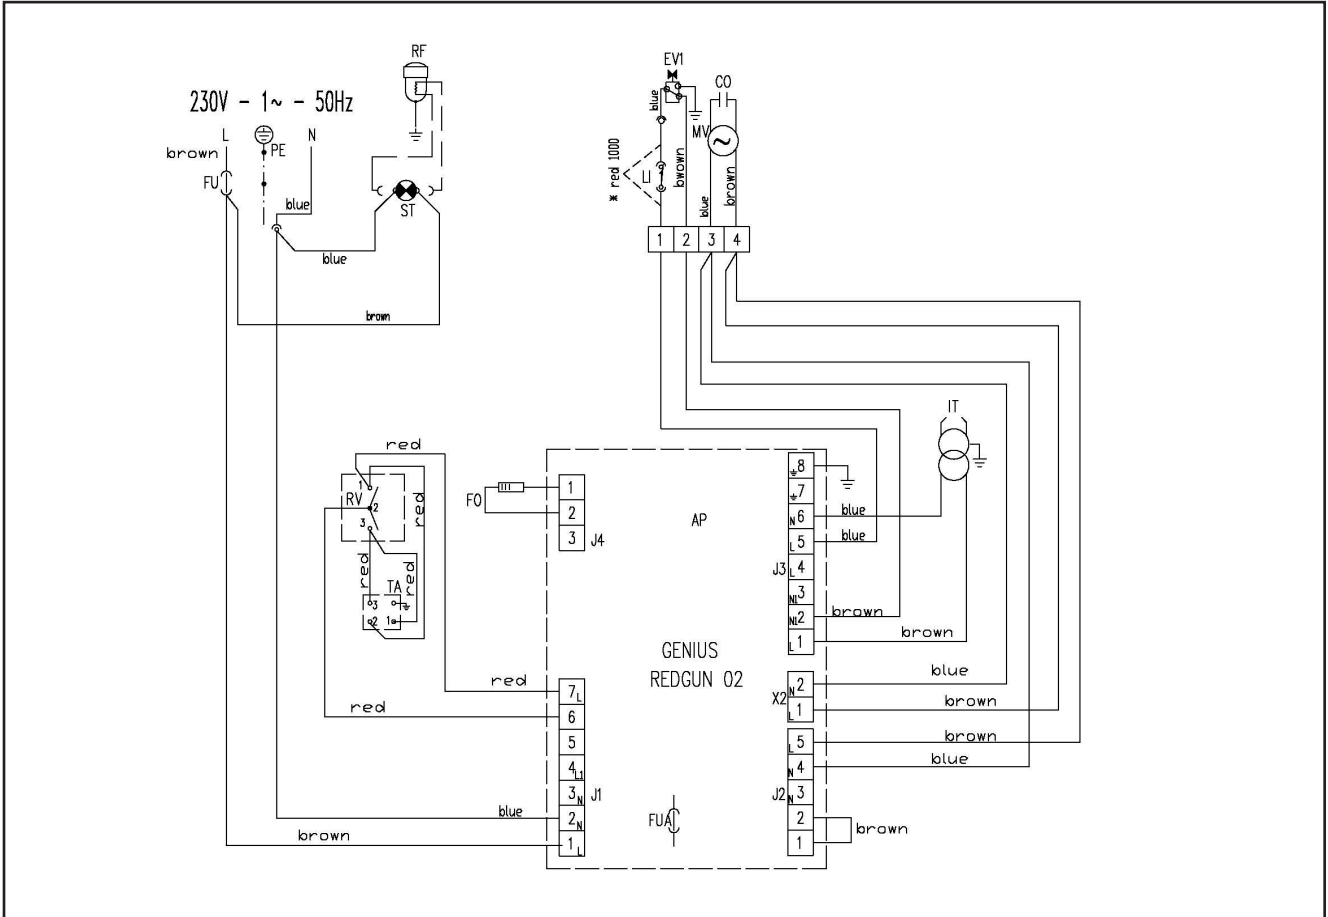 RF
230V - 1~ - 50Hz
L
PE
N
brown
FU
blue
ST
blue
brown
EV1
CO
blue
MV
* red 1000
LI
bwown
blue
brown
1 2 3 4
IT
red
1
RV
2
3
red
red
red
TA
3
2 1
FO
1
2
3
J4
AP
8
7
N 6
blue
L 5
blue
J3
L 4
N1 3
N1 2
brown
L 1
brown
GENIUS
REDGUN 02
red
7 L
red
6
5
4 L1
3 N
J1
blue
2 N
brown
1 L
FUA
X2
N 2
blue
L 1
brown
L 5
brown
N 4
blue
J2
N 3
2
1
brown